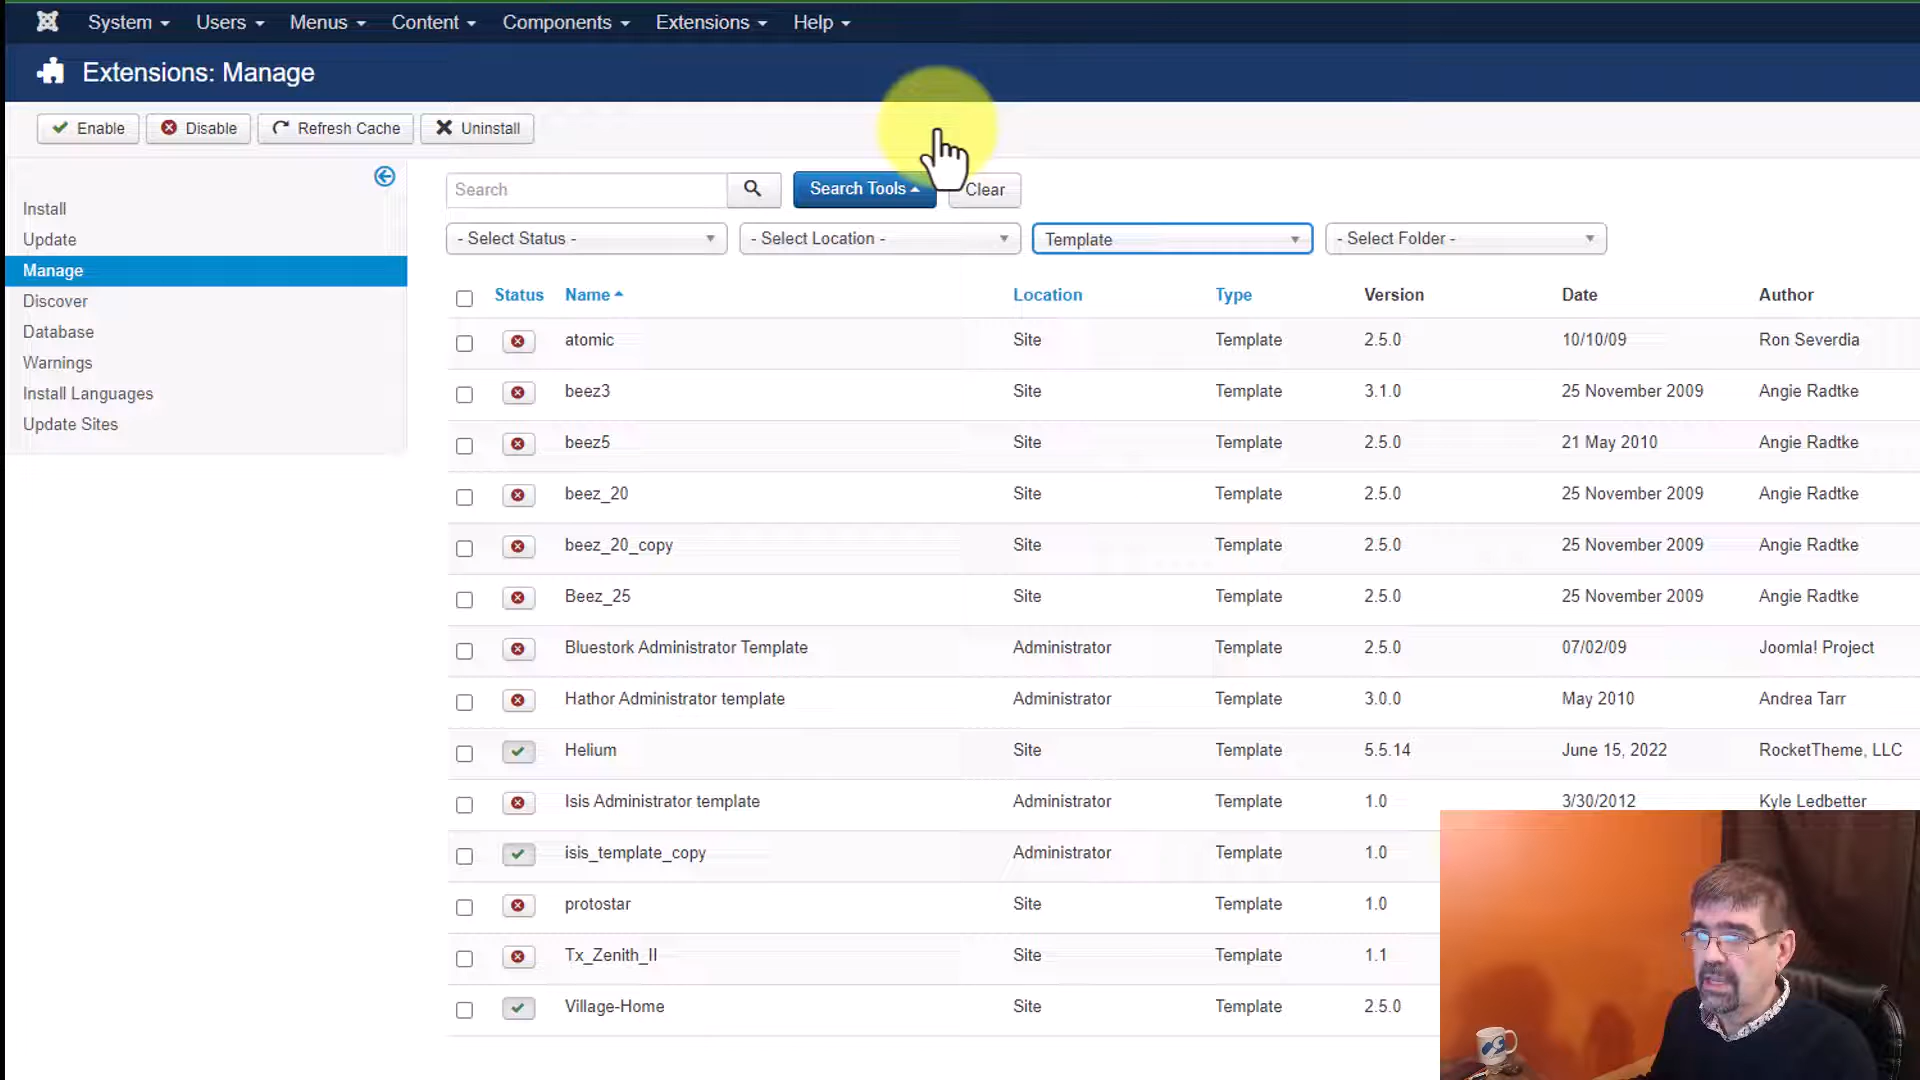 System Users Menus Content Components Extensions Help
Extensions: Manage
Enable Disable Refresh Cache Uninstall
Search Search Tools Clear
- Select Status - - Select Location - Template - Select Folder -
Install
Update
Manage
Discover
Database
Warnings
Install Languages
Update Sites
Status Name Location Type Version Date Author
atomic Site Template 2.5.0 10/10/09 Ron Severdia
beez3 Site Template 3.1.0 25 November 2009 Angie Radtke
beez5 Site Template 2.5.0 21 May 2010 Angie Radtke
beez_20 Site Template 2.5.0 25 November 2009 Angie Radtke
beez_20_copy Site Template 2.5.0 25 November 2009 Angie Radtke
Beez_25 Site Template 2.5.0 25 November 2009 Angie Radtke
Bluestork Administrator Template Administrator Template 2.5.0 07/02/09 Joomla! Project
Hathor Administrator template Administrator Template 3.0.0 May 2010 Andrea Tarr
Helium Site Template 5.5.14 June 15, 2022 RocketTheme, LLC
Isis Administrator template Administrator Template 1.0 3/30/2012 Kyle Ledbetter
isis_template_copy Administrator Template 1.0
protostar Site Template 1.0
Tx_Zenith_II Site Template 1.1
Village-Home Site Template 2.5.0